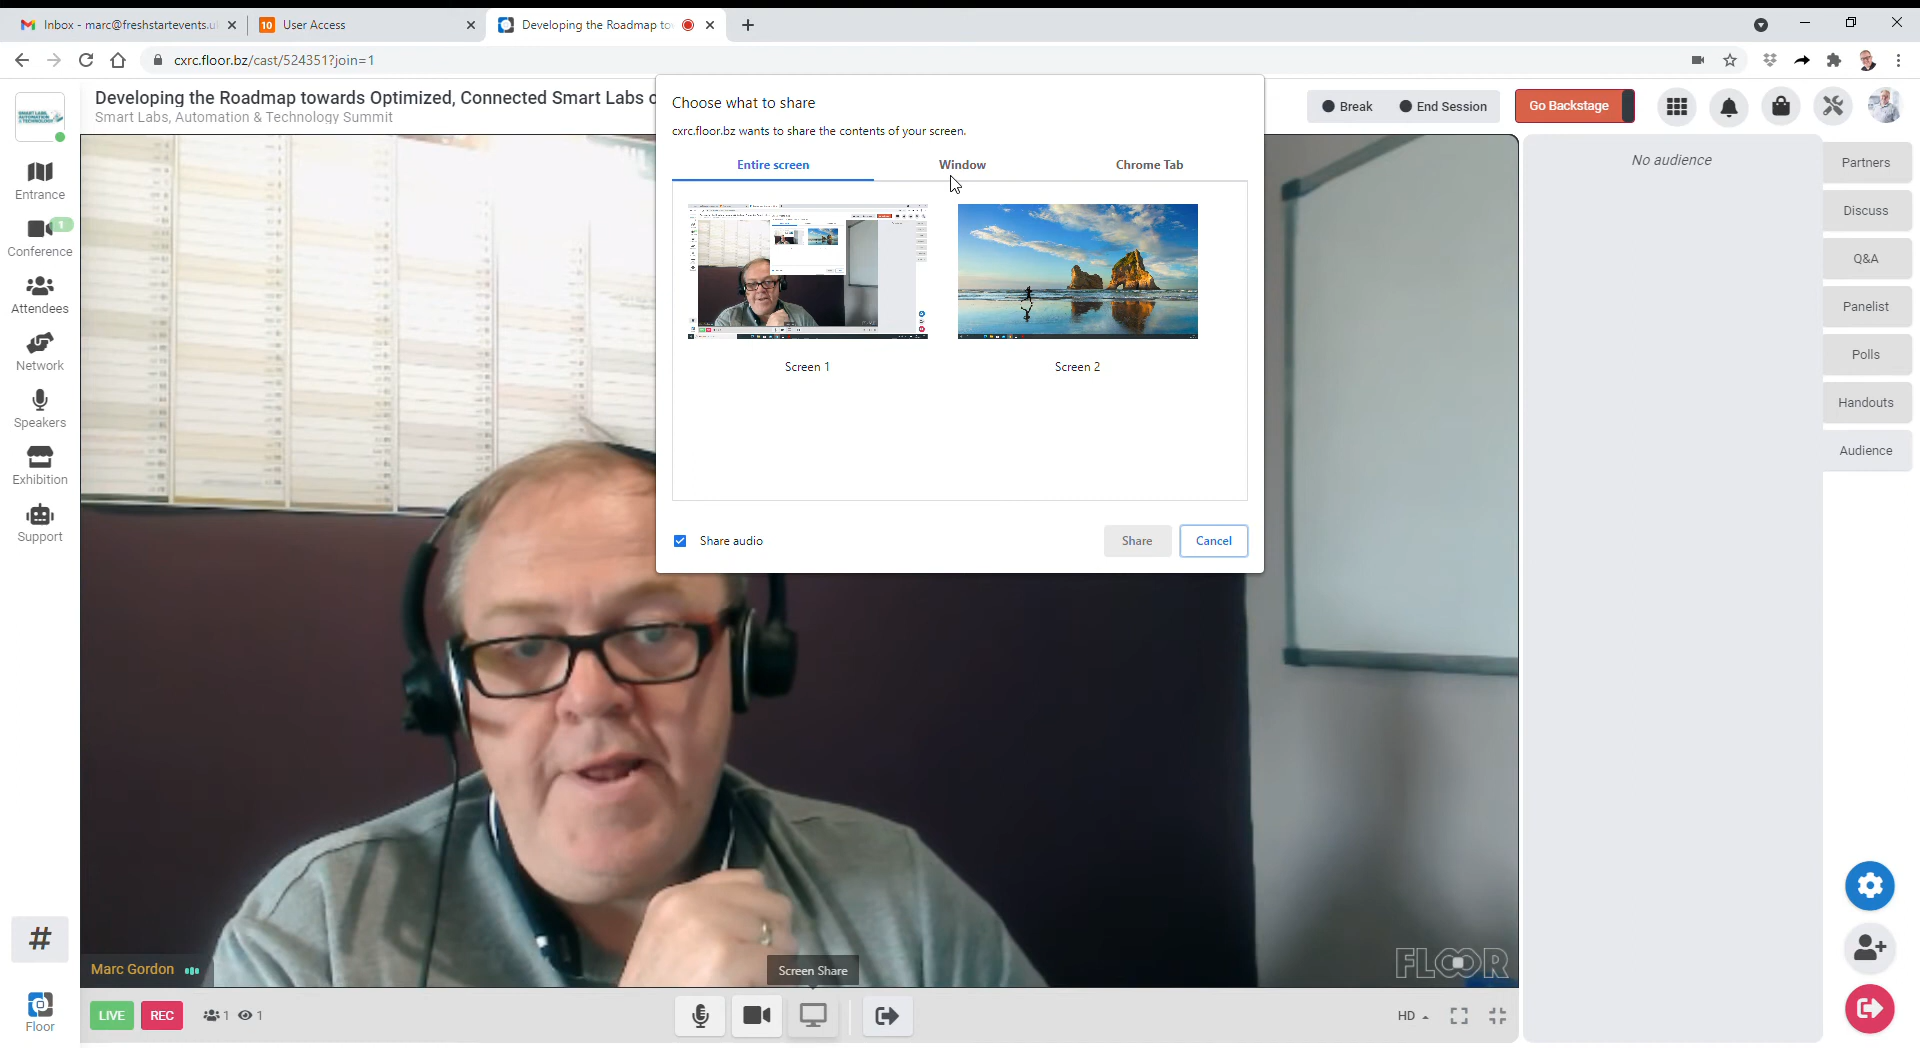 Inbox - marc@freshstartevents.u
User Access
Developing the Roadmap to
cxrc.floor.bz/cast/524351?join=1
Developing the Roadmap towards Optimized, Connected Smart Labs o
Smart Labs, Automation & Technology Summit
Break
End Session
Go Backstage
Choose what to share
cxrc.floor.bz wants to share the contents of your screen.
Entire screen
Window
Chrome Tab
Screen 1
Screen 2
Share audio
Share
Cancel
Entrance
1
Conference
Attendees
Network
Speakers
Exhibition
Support
#
Floor
No audience
Partners
Discuss
Q&A
Panelist
Polls
Handouts
Audience
Marc Gordon
Screen Share
FLOOR
LIVE
REC
1
1
HD